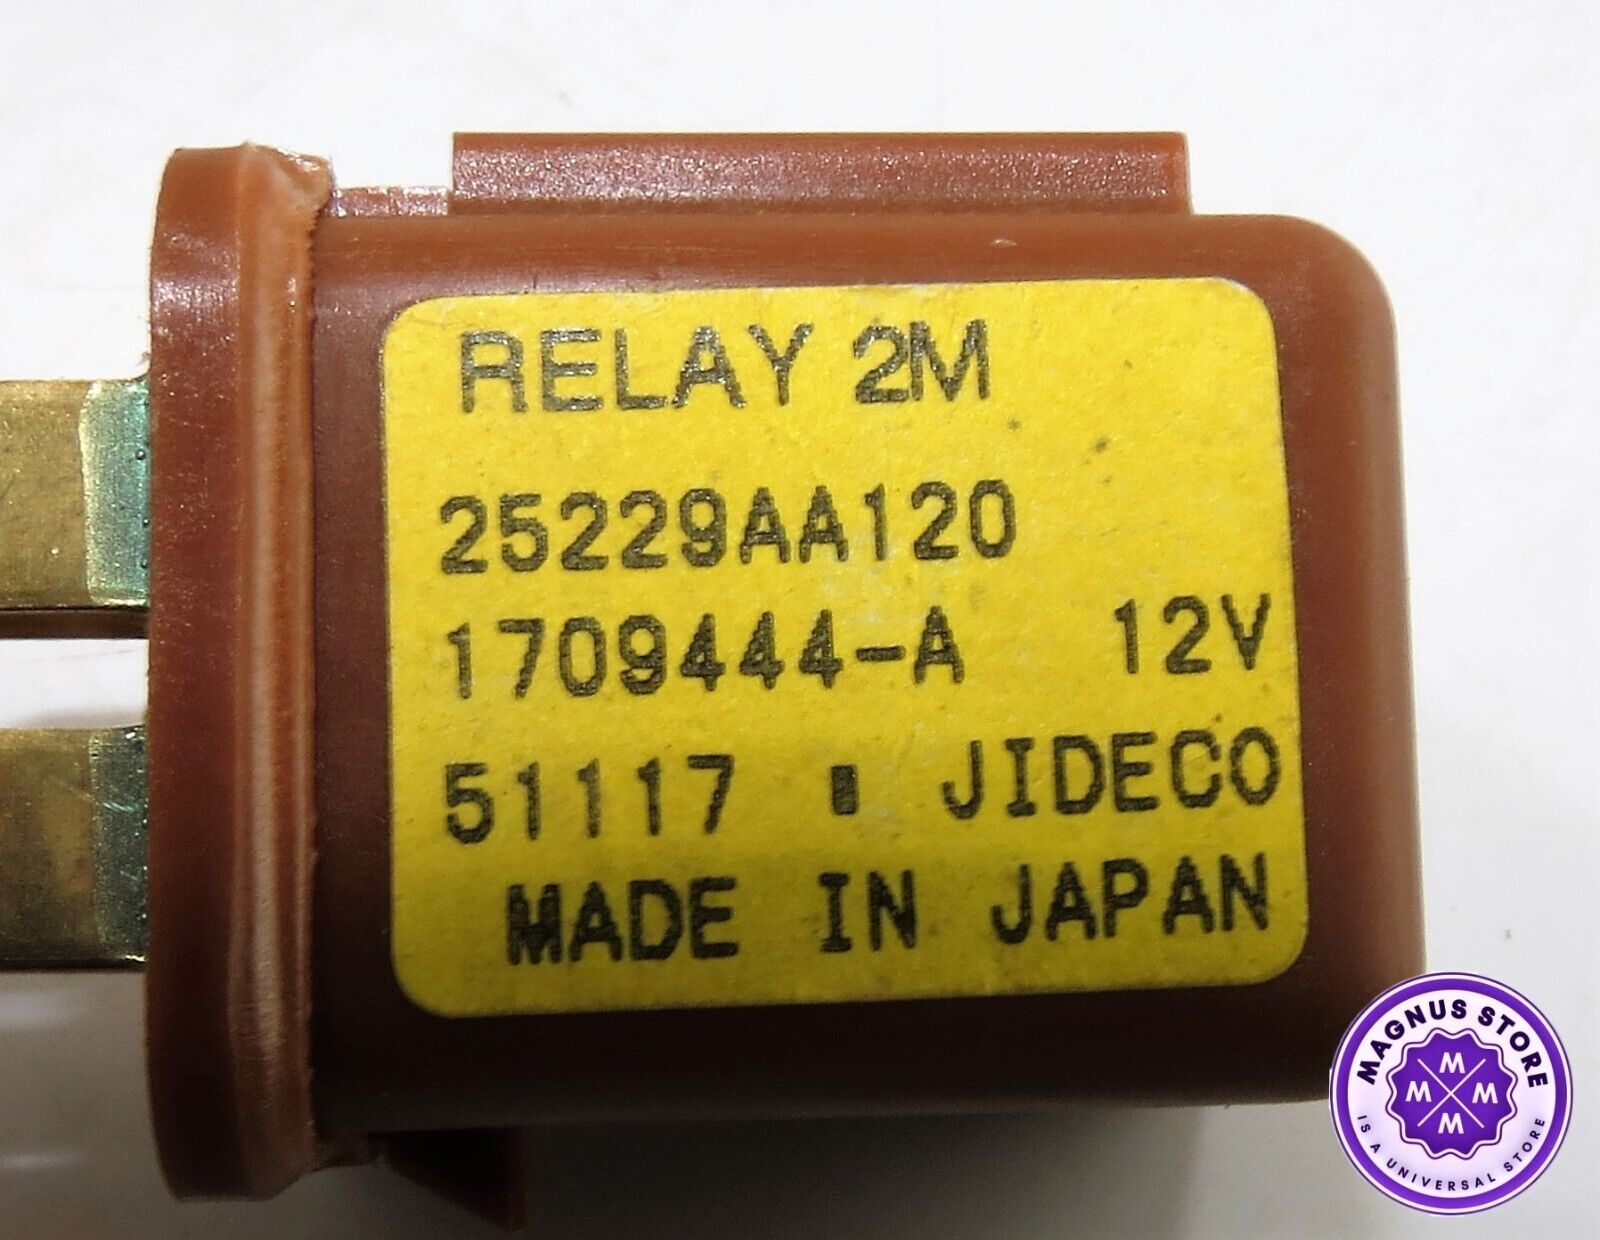 RELAY 2M
25229AA120
1709444-A 12V
51117 ▮ JIDECO
MADE IN JAPAN
MAGNUS STORE
M
M M
M
IS A UNIVERSAL STORE